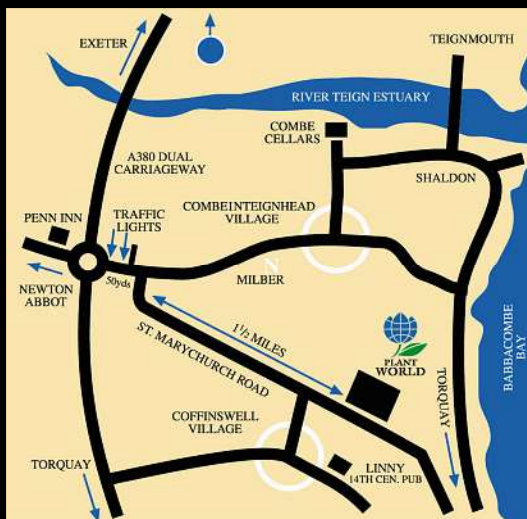 EXETER
TEIGNMOUTH
RIVER TEIGN ESTUARY
COMBE
CELLARS
A380 DUAL
CARRIAGEWAY
SHALDON
PENN INN
TRAFFIC
LIGHTS
COMBEINTEIGNHEAD
VILLAGE
N
MILBER
NEWTON
ABBOT
50yds
1½ MILES
ST. MARYCHURCH ROAD
PLANT
WORLD
BABBACOMBE
BAY
TORQUAY
COFFINSWELL
VILLAGE
TORQUAY
LINNY
14TH CEN. PUB